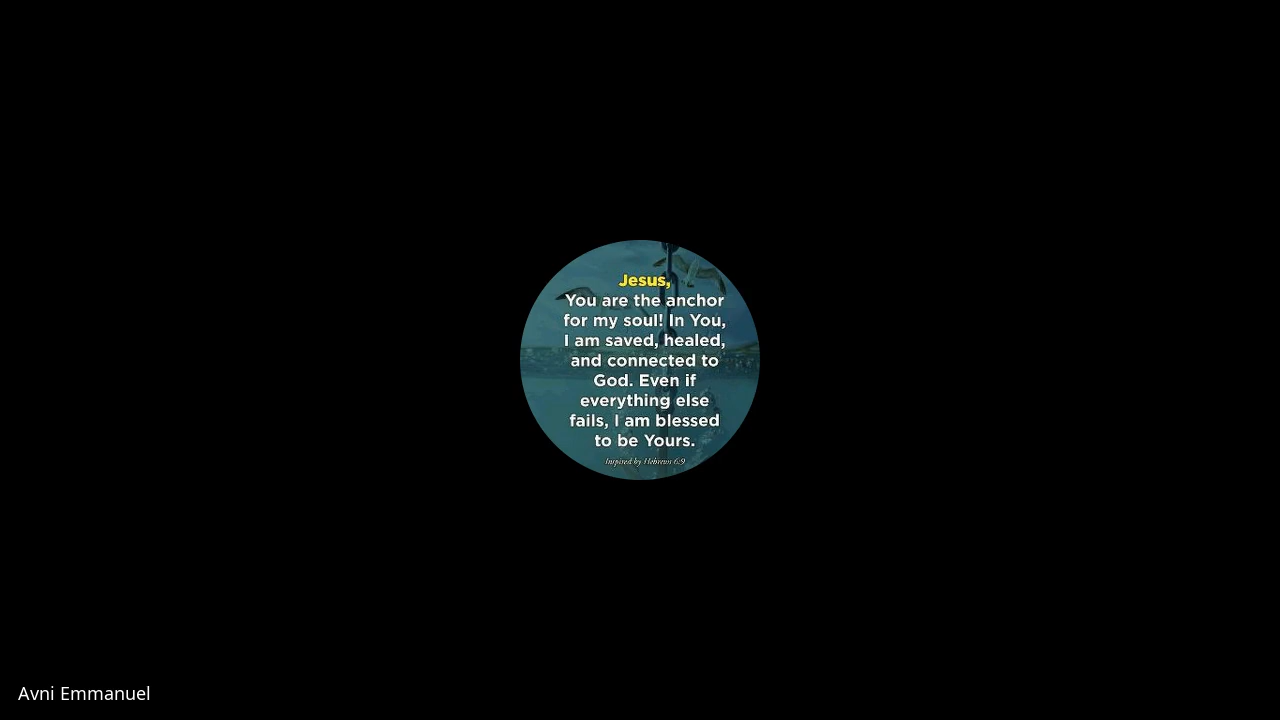 Jesus,
You are the anchor
for my soul! In You,
I am saved, healed,
and connected to
God. Even if
everything else
fails, I am blessed
to be Yours.
Inspired by Hebrews 6:9
Avni Emmanuel